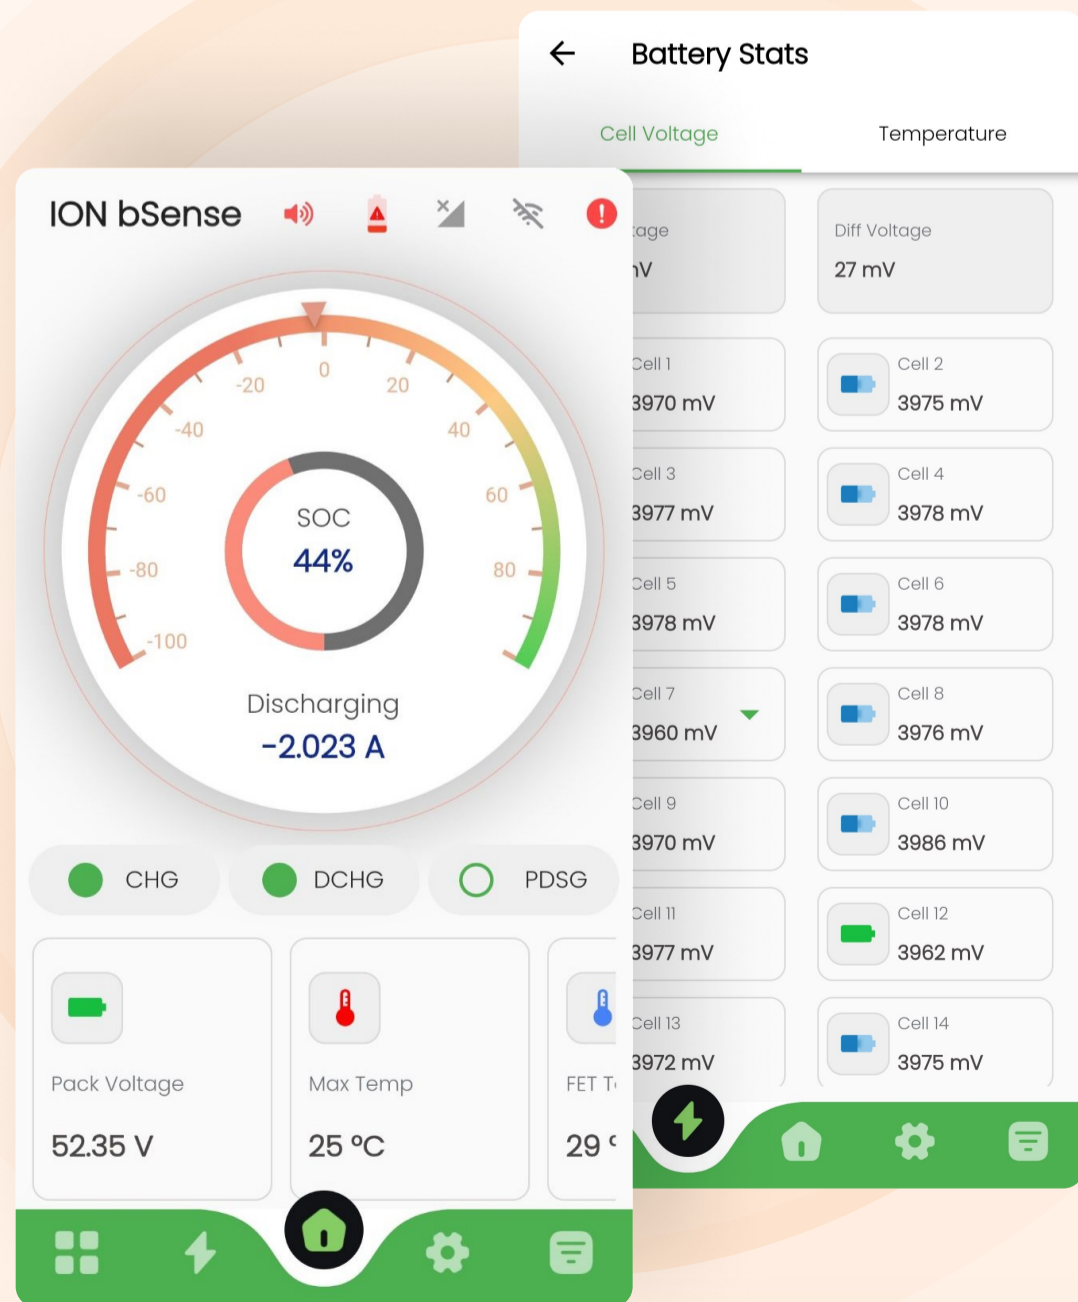 Battery Stats
Cell Voltage
Temperature
ION bSense
Diff Voltage
27 mV
-100
-80
-60
-40
-20
0
20
40
60
80
SOC
44%
Discharging
-2.023 A
CHG
DCHG
PDSG
Pack Voltage
52.35 V
Max Temp
25 °C
FET
29
Cell 1
3970 mV
Cell 2
3975 mV
Cell 3
3977 mV
Cell 4
3978 mV
Cell 5
3978 mV
Cell 6
3978 mV
Cell 7
3960 mV
Cell 8
3976 mV
Cell 9
3970 mV
Cell 10
3986 mV
Cell 11
3977 mV
Cell 12
3962 mV
Cell 13
3972 mV
Cell 14
3975 mV